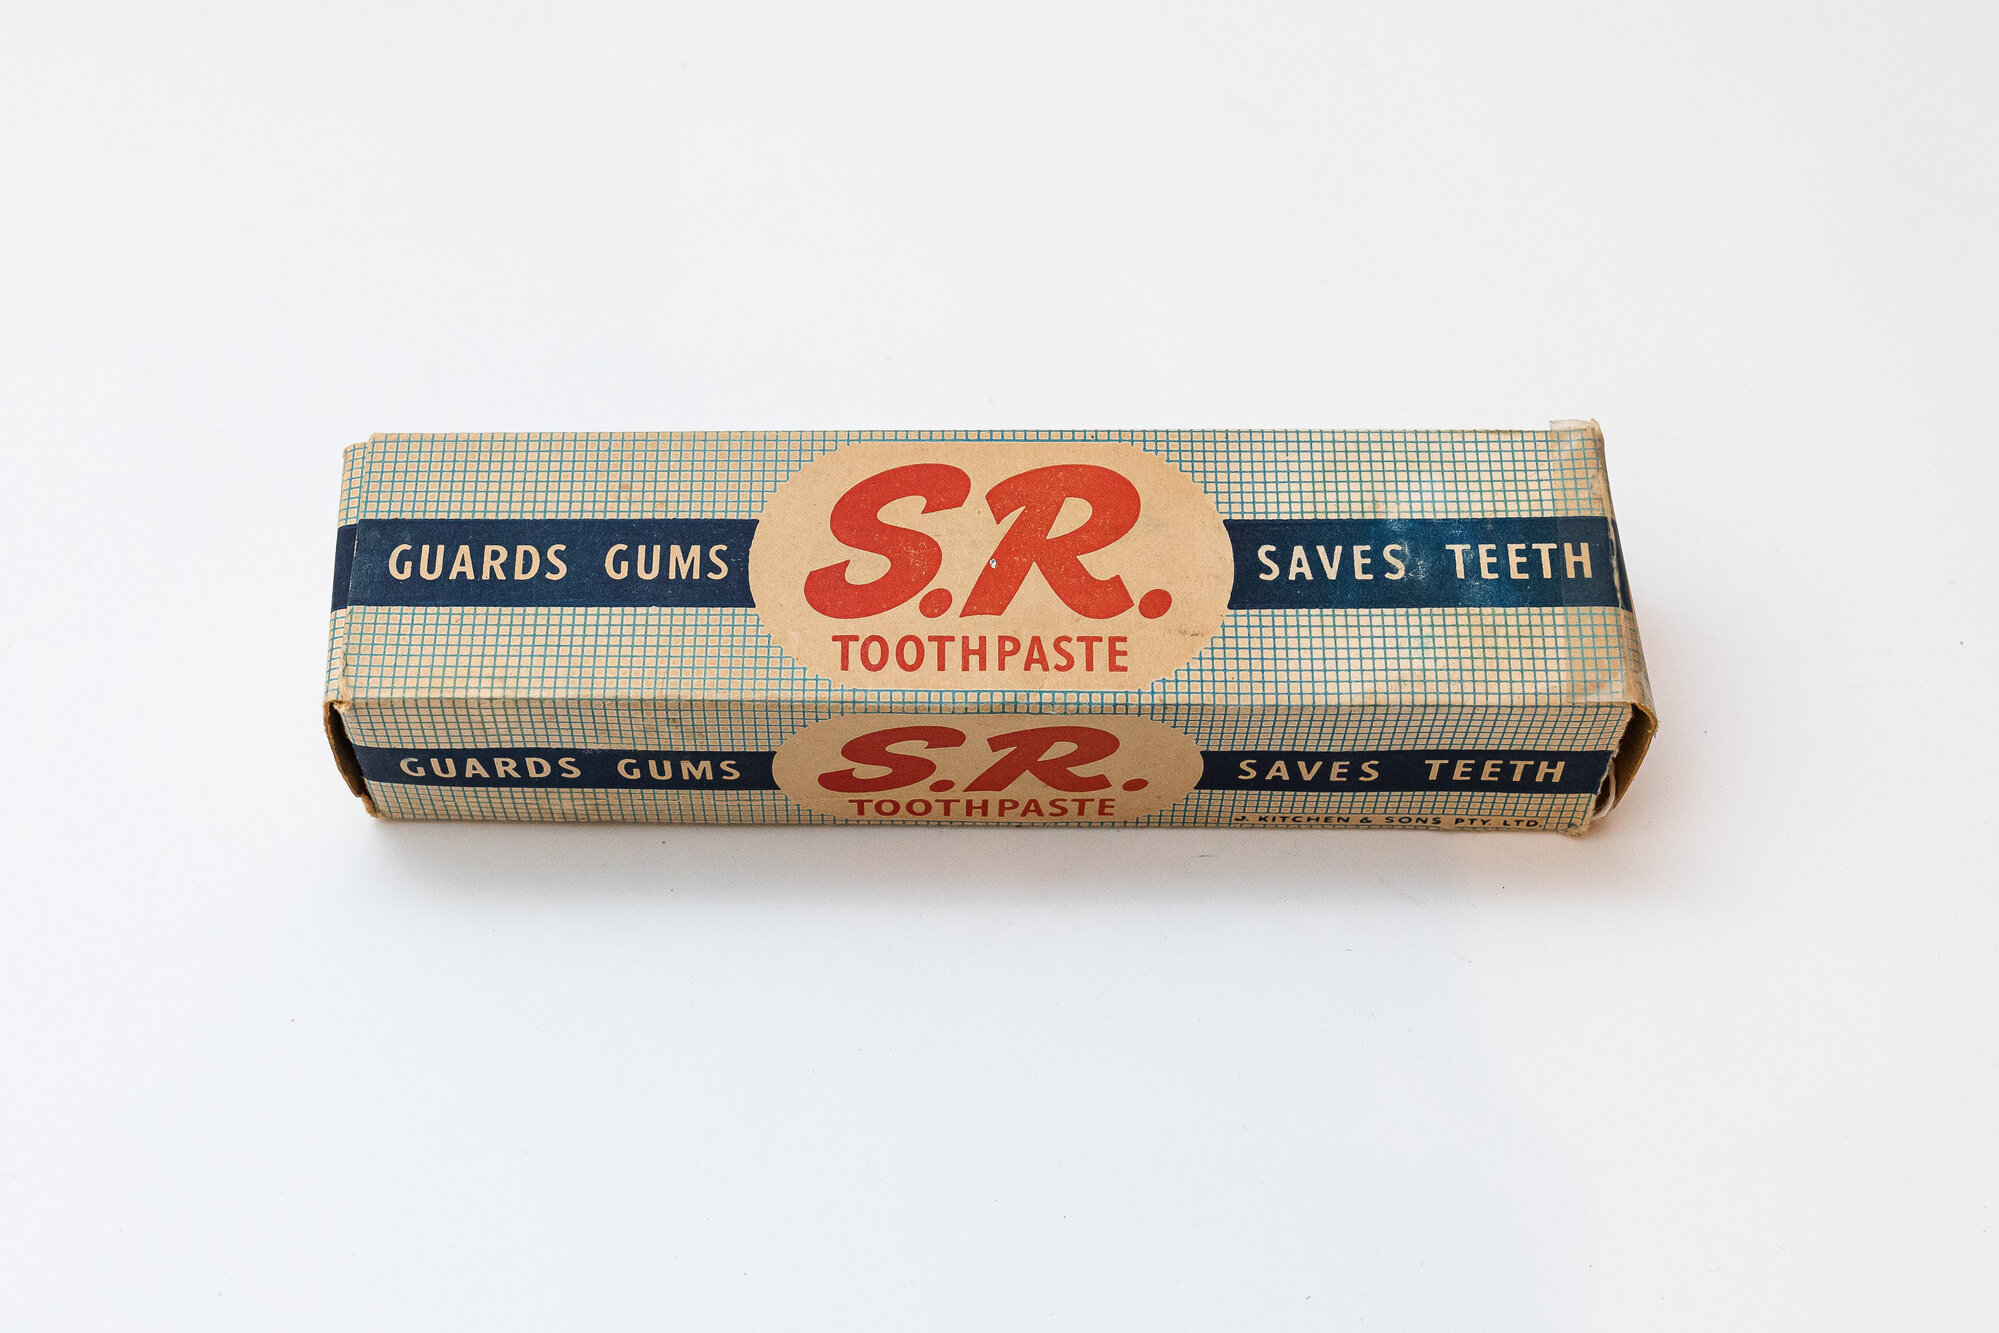 GUARDS GUMS S.R. SAVES TEETH
TOOTHPASTE
GUARDS GUMS S.R. SAVES TEETH
TOOTHPASTE
J. KITCHEN & SONS PTY. LTD.